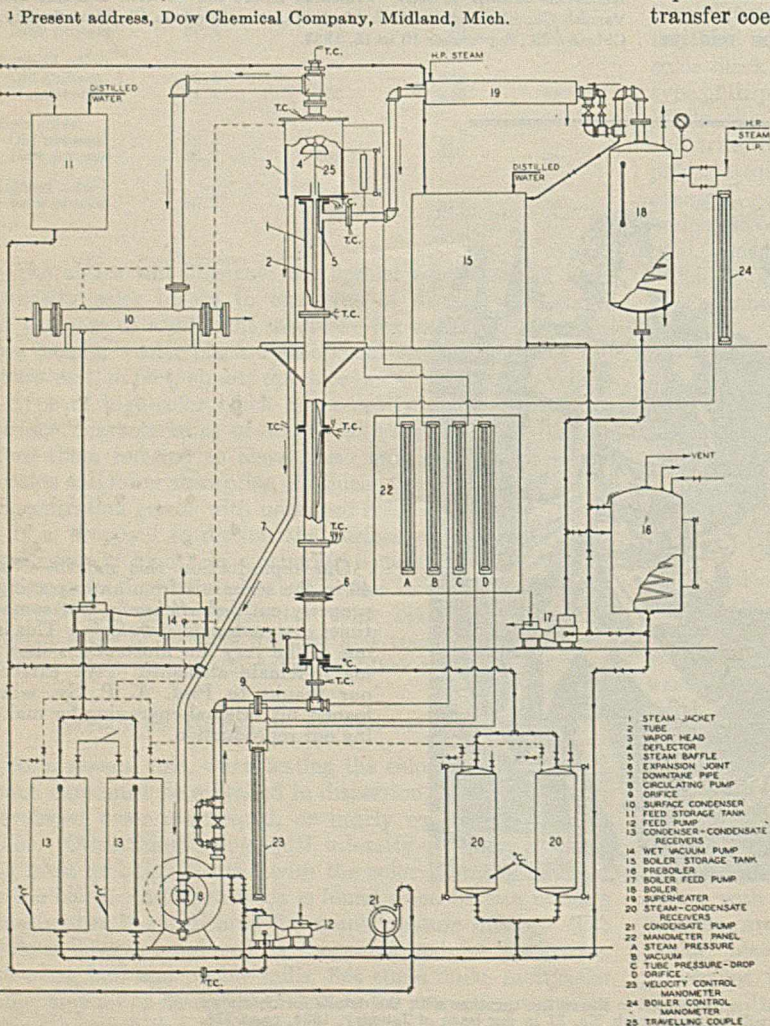 ¹ Present address, Dow Chemical Company, Midland, Mich.
transfer coe
T.C.
H.P. STEAM
DISTILLED
WATER
19
T.C.
11
3
4
25
H.P.
STEAM
L.P.
DISTILLED
WATER
T.C.
18
T.C.
1
5
2
15
24
10
T.C.
T.C.
T.C.
22
VENT
7
T.C.
16
A B C D
6
14
17
°C.
T.C.
9
1 STEAM JACKET
2 TUBE
3 VAPOR HEAD
4 DEFLECTOR
5 STEAM BAFFLE
6 EXPANSION JOINT
7 DOWNTAKE PIPE
8 CIRCULATING PUMP
9 ORIFICE
10 SURFACE CONDENSER
11 FEED STORAGE TANK
12 FEED PUMP
13 CONDENSER-CONDENSATE
RECEIVERS
14 WET VACUUM PUMP
15 BOILER STORAGE TANK
16 PREBOILER
17 BOILER FEED PUMP
18 BOILER
19 SUPERHEATER
20 STEAM-CONDENSATE
RECEIVERS
21 CONDENSATE PUMP
22 MANOMETER PANEL
A STEAM PRESSURE
B VACUUM
C TUBE PRESSURE-DROP
D ORIFICE
23 VELOCITY CONTROL
MANOMETER
24 BOILER CONTROL
MANOMETER
25 TRAVELLING COUPLE
13 13
23
20 20
°C.
°C.
°C.
8
21
12
T.C.